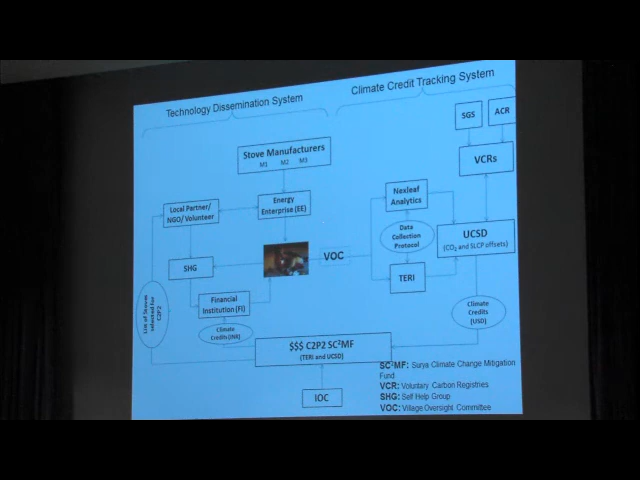 Technology Dissemination System
Climate Credit Tracking System
Stove Manufacturers
M1 M2 M3
SGS
ACR
VCRs
Local Partner/
NGO/ Volunteer
Energy
Enterprise (EE)
Nexleaf
Analytics
Data
Collection
Protocol
UCSD
(CO2 and SLCP offsets)
SHG
VOC
TERI
Financial
Institution (FI)
List of Stoves
selected for
C2P2
Climate
Credits (INR)
Climate
Credits
(USD)
$$$ C2P2 SC²MF
(TERI and UCSD)
IOC
SC²MF: Surya Climate Change Mitigation
Fund
VCR: Voluntary Carbon Registries
SHG: Self Help Group
VOC: Village Oversight Committee